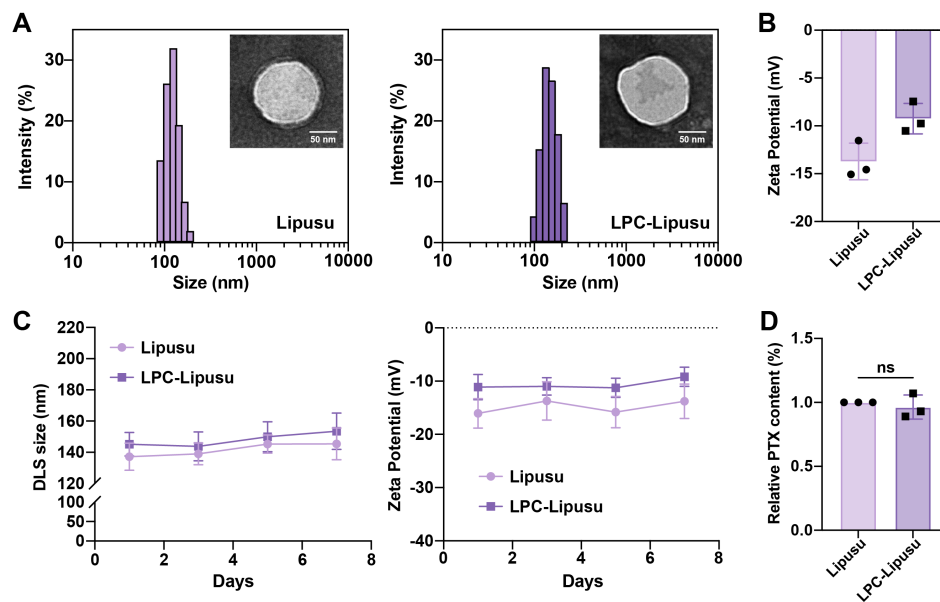 A
Intensity (%)
30
20
10
0
50 nm
Lipusu
10
100
1000
10000
Size (nm)
Intensity (%)
30
20
10
0
50 nm
LPC-Lipusu
10
100
1000
10000
Size (nm)
B
Zeta Potential (mV)
0
-5
-10
-15
-20
Lipusu
LPC-Lipusu
C
DLS size (nm)
220
200
180
160
140
120
100
50
0
Lipusu
LPC-Lipusu
0
2
4
6
8
Days
Zeta Potential (mV)
0
-10
-20
-30
-40
Lipusu
LPC-Lipusu
0
2
4
6
8
Days
D
Relative PTX content (%)
1.5
1.0
0.5
0.0
ns
Lipusu
LPC-Lipusu